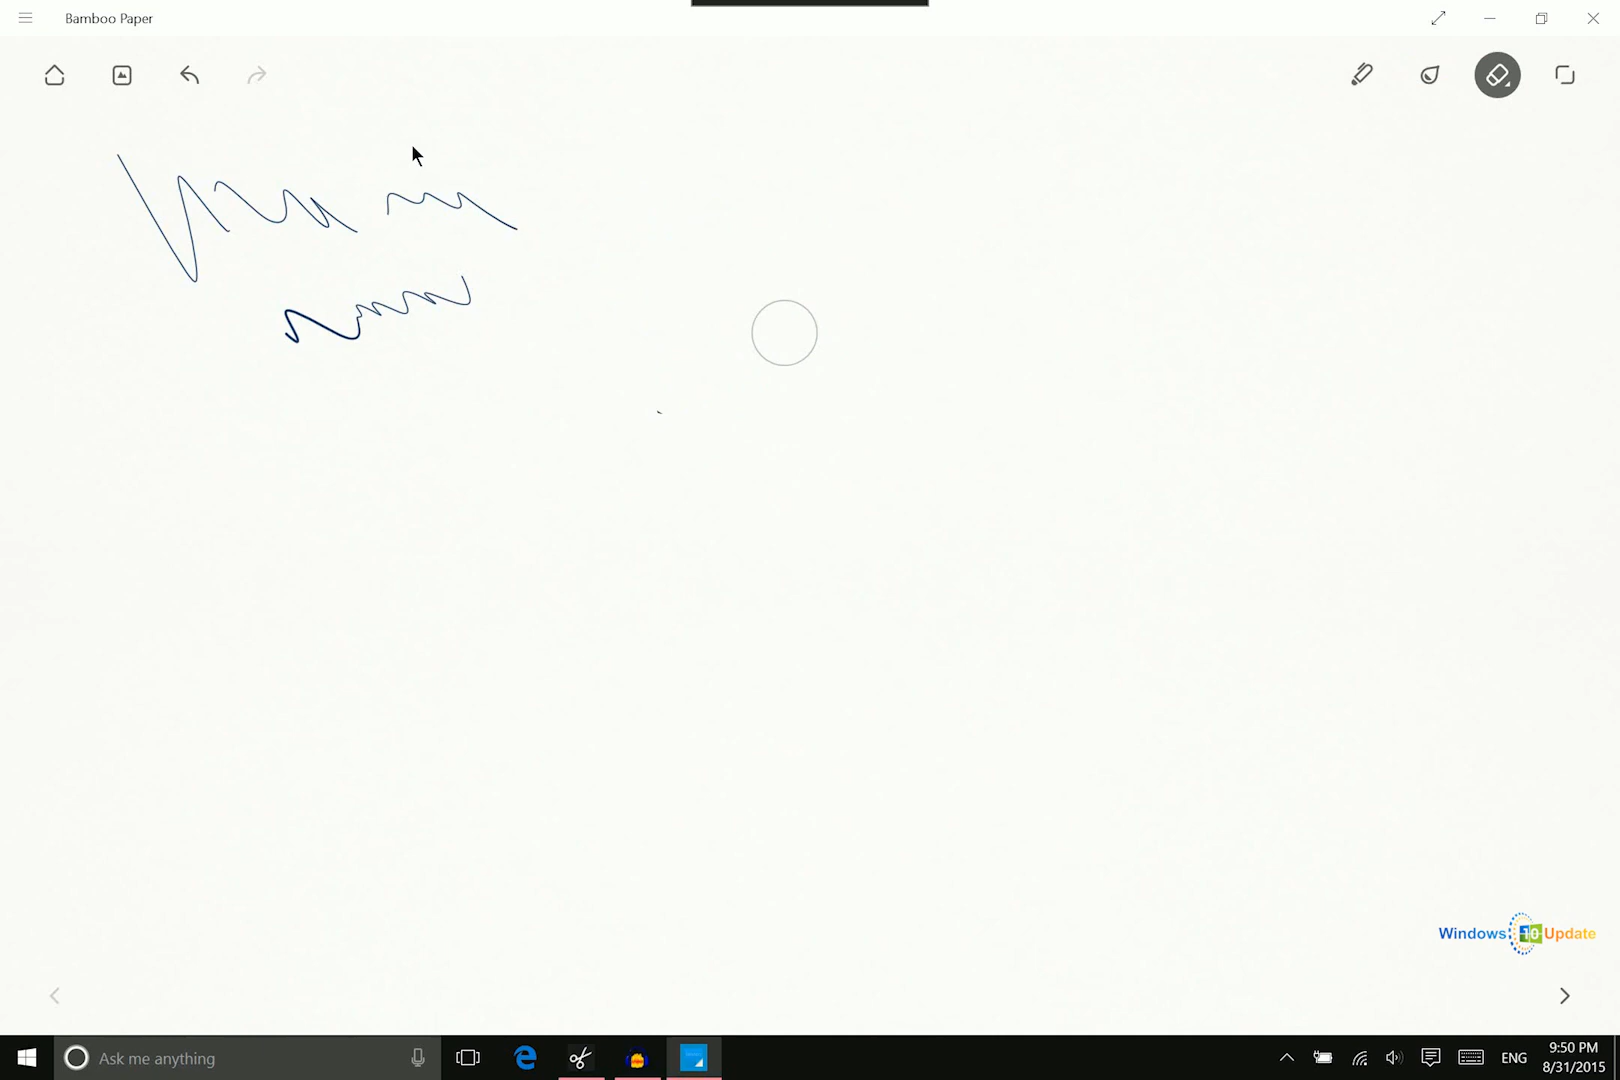 Bamboo Paper
Windows 10 Update
Ask me anything
ENG
9:50 PM
8/31/2015